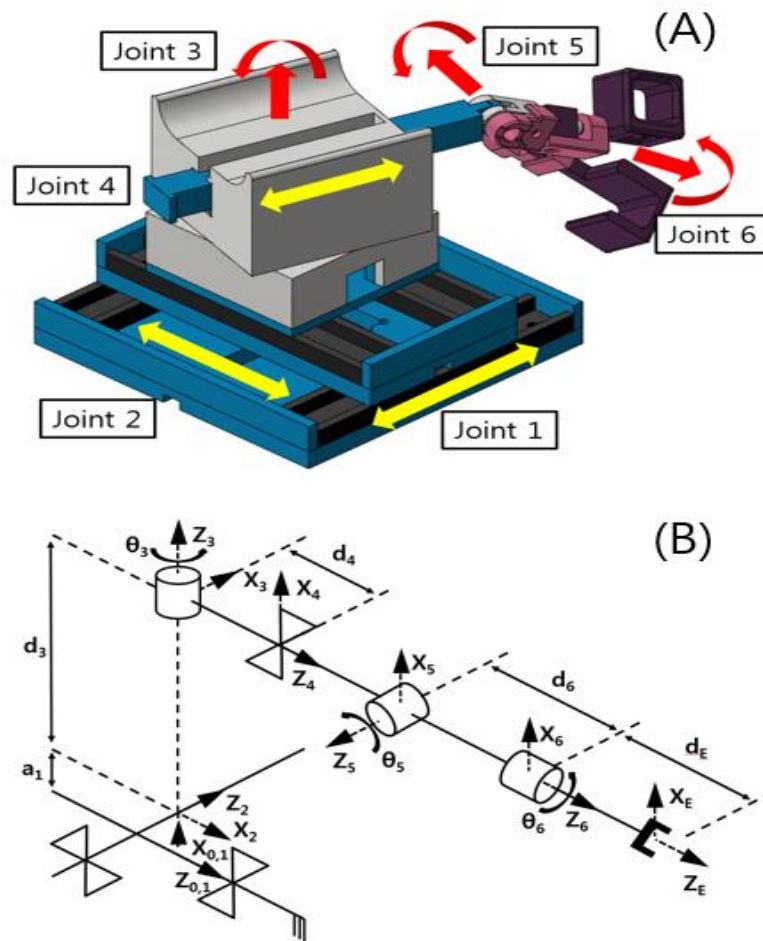 (A)
Joint 3
Joint 5
Joint 4
Joint 6
Joint 2
Joint 1
(B)
θ3
Z3
X3
d4
X4
d3
Z4
X5
d6
Z5
θ5
X6
dE
a1
Z2
X2
θ6
Z6
XE
X0,1
Z0,1
ZE